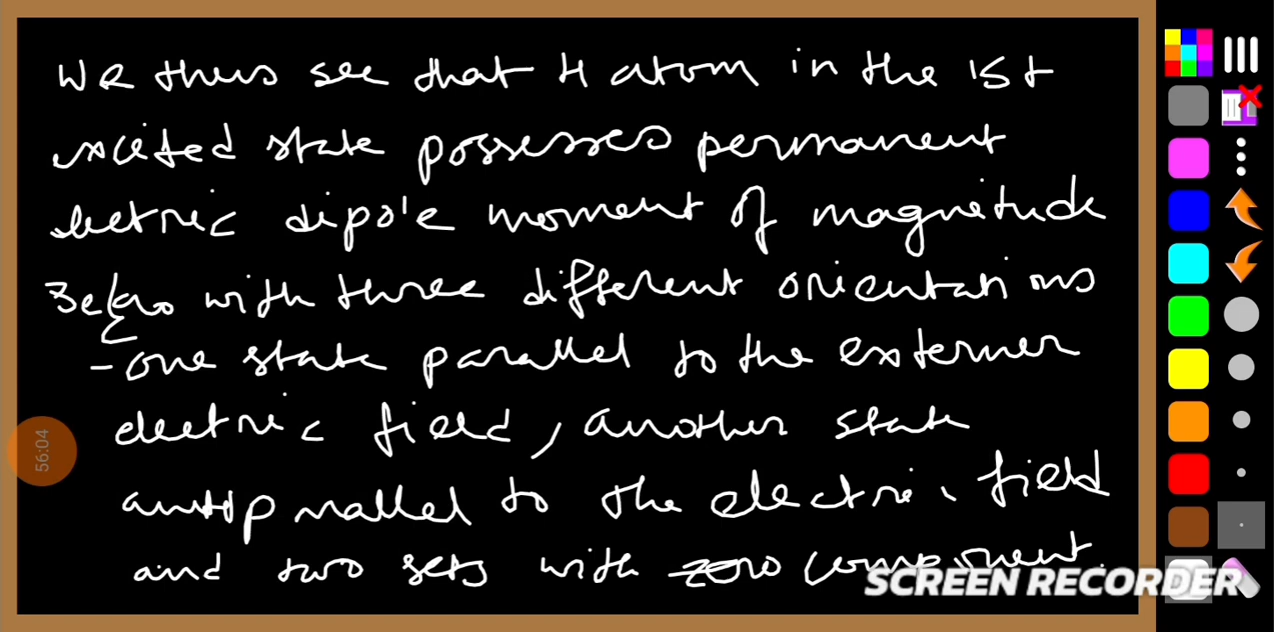 We thus see that H atom in the 1st
excited state possesses permanent
electric dipole moment of magnitude
with three different orientations
- one state parallel to the externer
electric field, another state
antiparallel to the electric field
and two sets with zero component.
56:04
SCREEN RECORDER